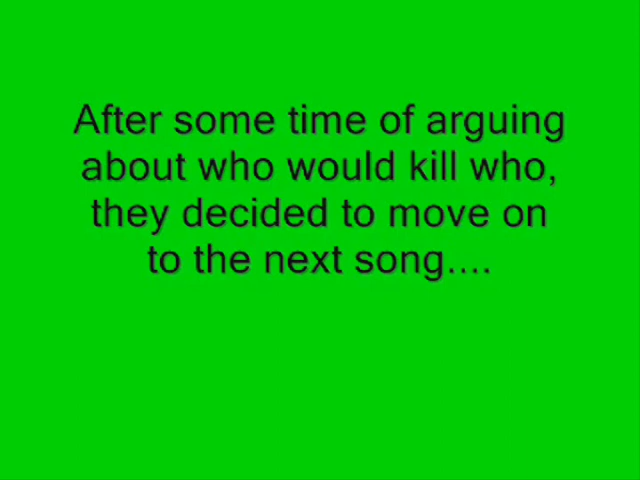 After some time of arguing
about who would kill who,
they decided to move on
to the next song....